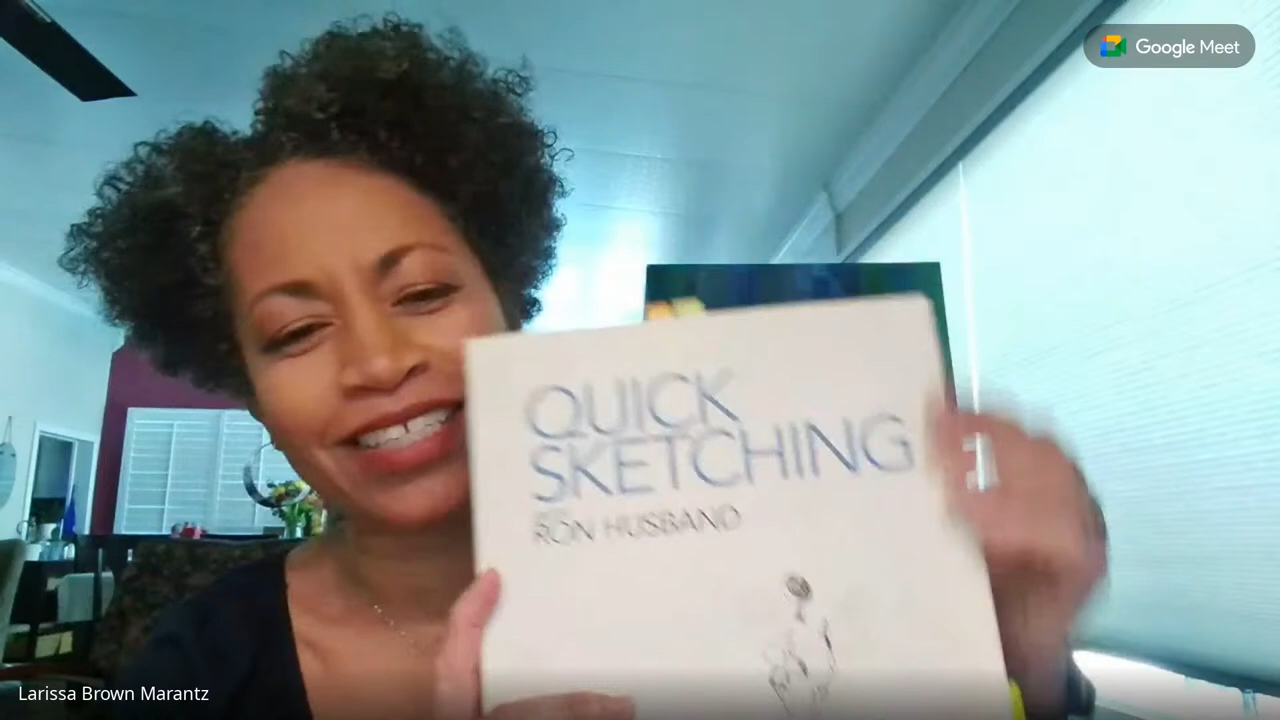 Google Meet
QUICK
SKETCHING
RON HUSBAND
Larissa Brown Marantz